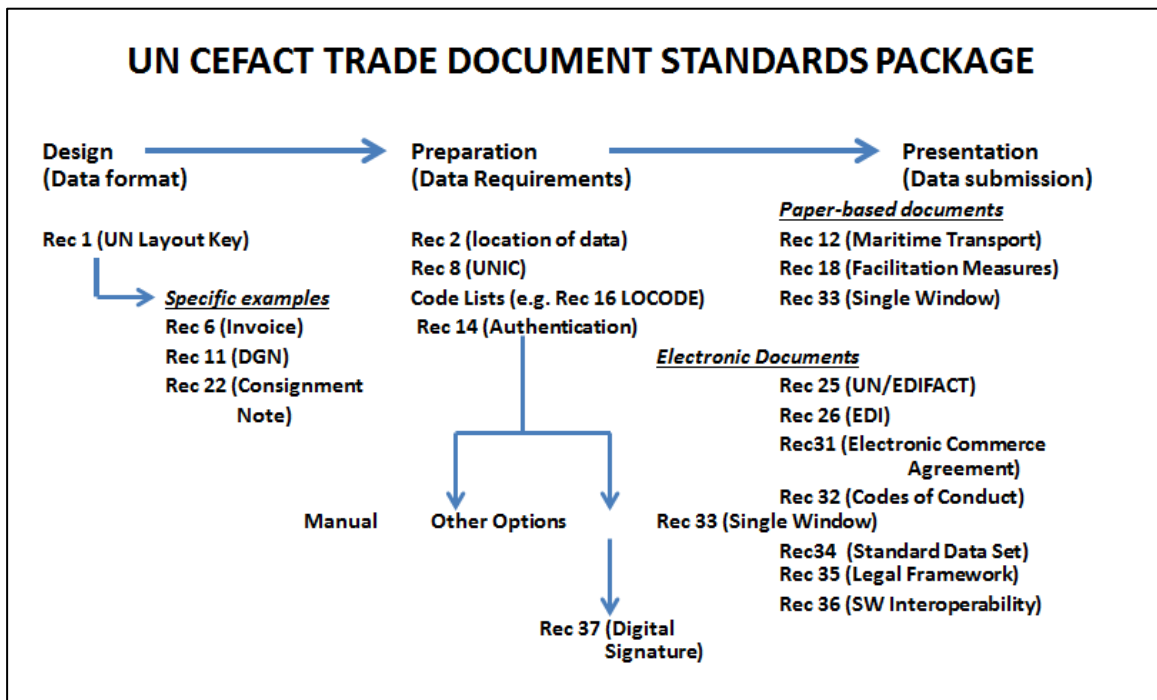 UN CEFACT TRADE DOCUMENT STANDARDS PACKAGE
Design
(Data format)
Preparation
(Data Requirements)
Presentation
(Data submission)
Rec 1 (UN Layout Key)
Specific examples
Rec 6 (Invoice)
Rec 11 (DGN)
Rec 22 (Consignment
Note)
Rec 2 (location of data)
Rec 8 (UNIC)
Code Lists (e.g. Rec 16 LOCODE)
Rec 14 (Authentication)
Manual
Other Options
Rec 37 (Digital
Signature)
Paper-based documents
Rec 12 (Maritime Transport)
Rec 18 (Facilitation Measures)
Rec 33 (Single Window)
Electronic Documents
Rec 25 (UN/EDIFACT)
Rec 26 (EDI)
Rec31 (Electronic Commerce
Agreement)
Rec 32 (Codes of Conduct)
Rec 33 (Single Window)
Rec34 (Standard Data Set)
Rec 35 (Legal Framework)
Rec 36 (SW Interoperability)